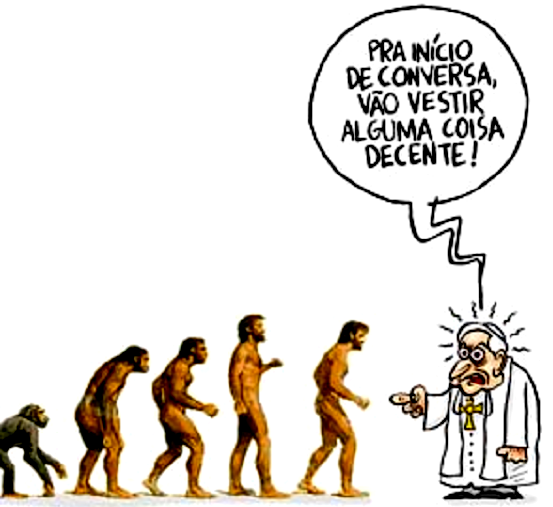 PRA INÍCIO
DE CONVERSA,
VÃO VESTIR
ALGUMA COISA
DECENTE!